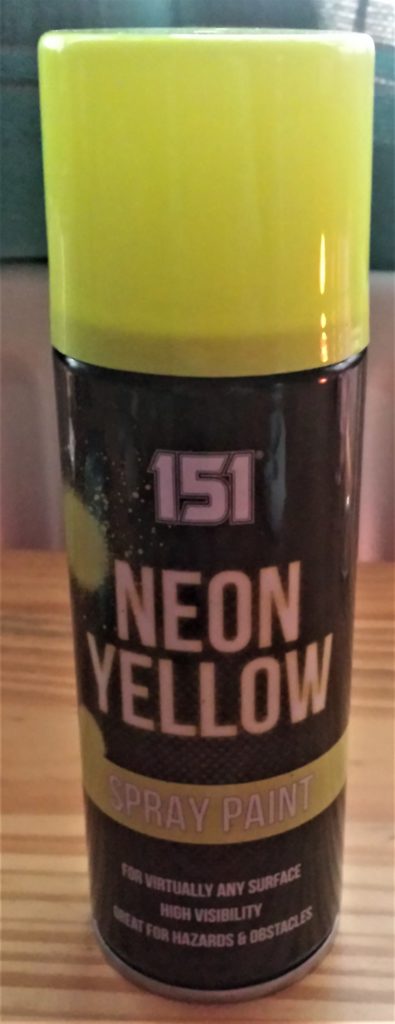 151
NEON
YELLOW
SPRAY PAINT
FOR VIRTUALLY ANY SURFACE
HIGH VISIBILITY
GREAT FOR HAZARDS & OBSTACLES